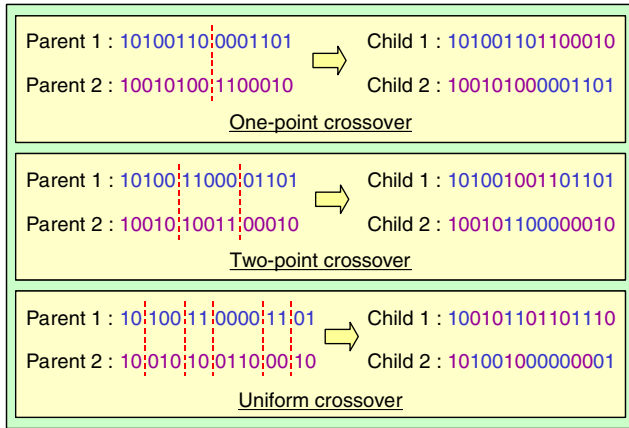 Parent 1 : 10100110 0001101 Child 1 : 101001101100010
Parent 2 : 10010100 1100010 Child 2 : 100101000001101
One-point crossover
Parent 1 : 10100 11000 01101 Child 1 : 101001001101101
Parent 2 : 10010 10011 00010 Child 2 : 100101100000010
Two-point crossover
Parent 1 : 10 100 11 0000 11 01 Child 1 : 100101101101110
Parent 2 : 10 010 10 0110 00 10 Child 2 : 101001000000001
Uniform crossover